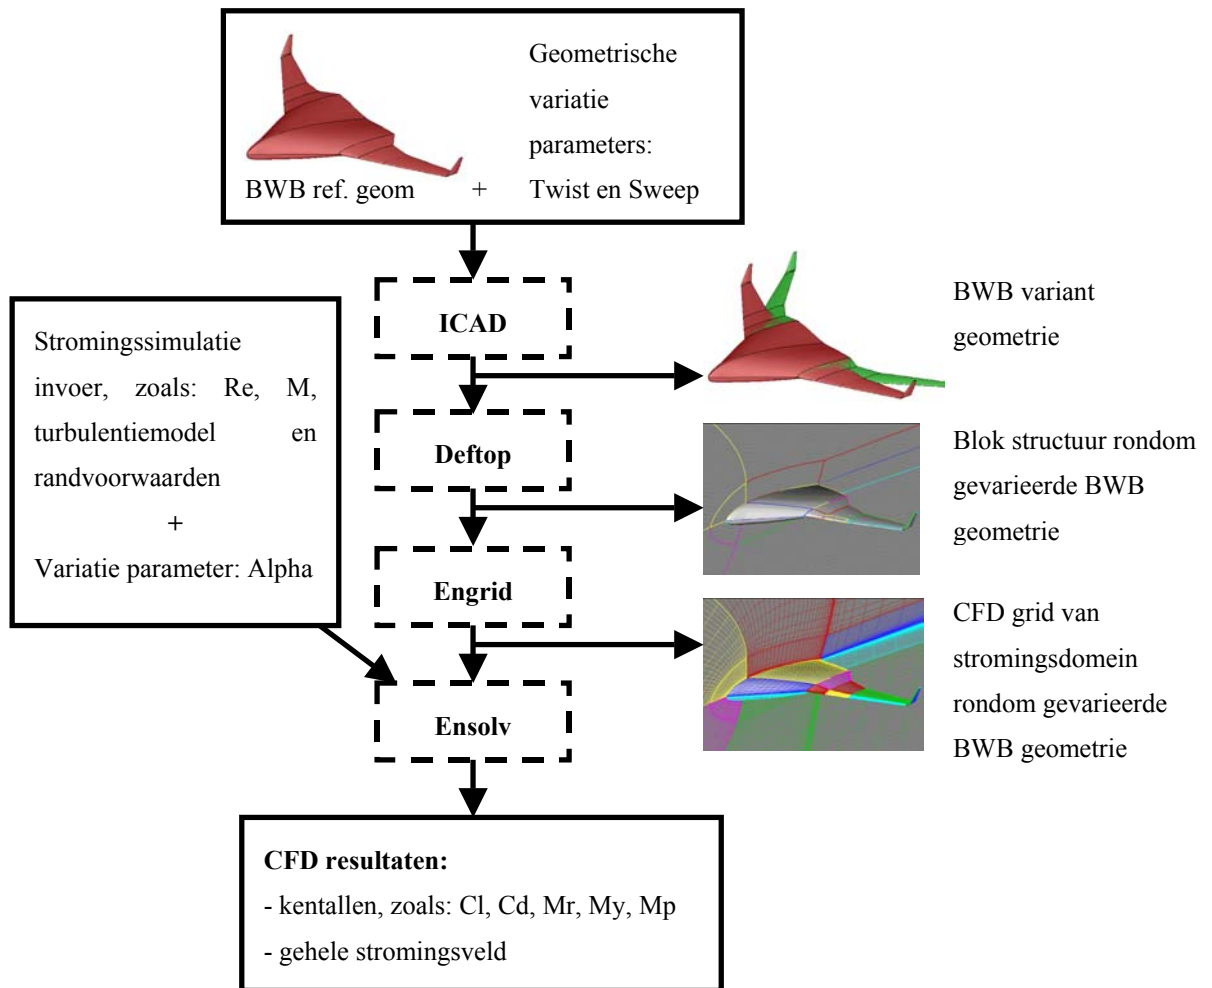 Geometrische
variatie
parameters:
BWB ref. geom + Twist en Sweep
ICAD
BWB variant
geometrie
Stromingssimulatie
invoer, zoals: Re, M,
turbulentiemodel en
randvoorwaarden
+
Variatie parameter: Alpha
Deftop
Blok structuur rondom
gevarieerde BWB
geometrie
Engrid
CFD grid van
stromingsdomein
rondom gevarieerde
BWB geometrie
Ensolv
CFD resultaten:
- kentallen, zoals: Cl, Cd, Mr, My, Mp
- gehele stromingsveld